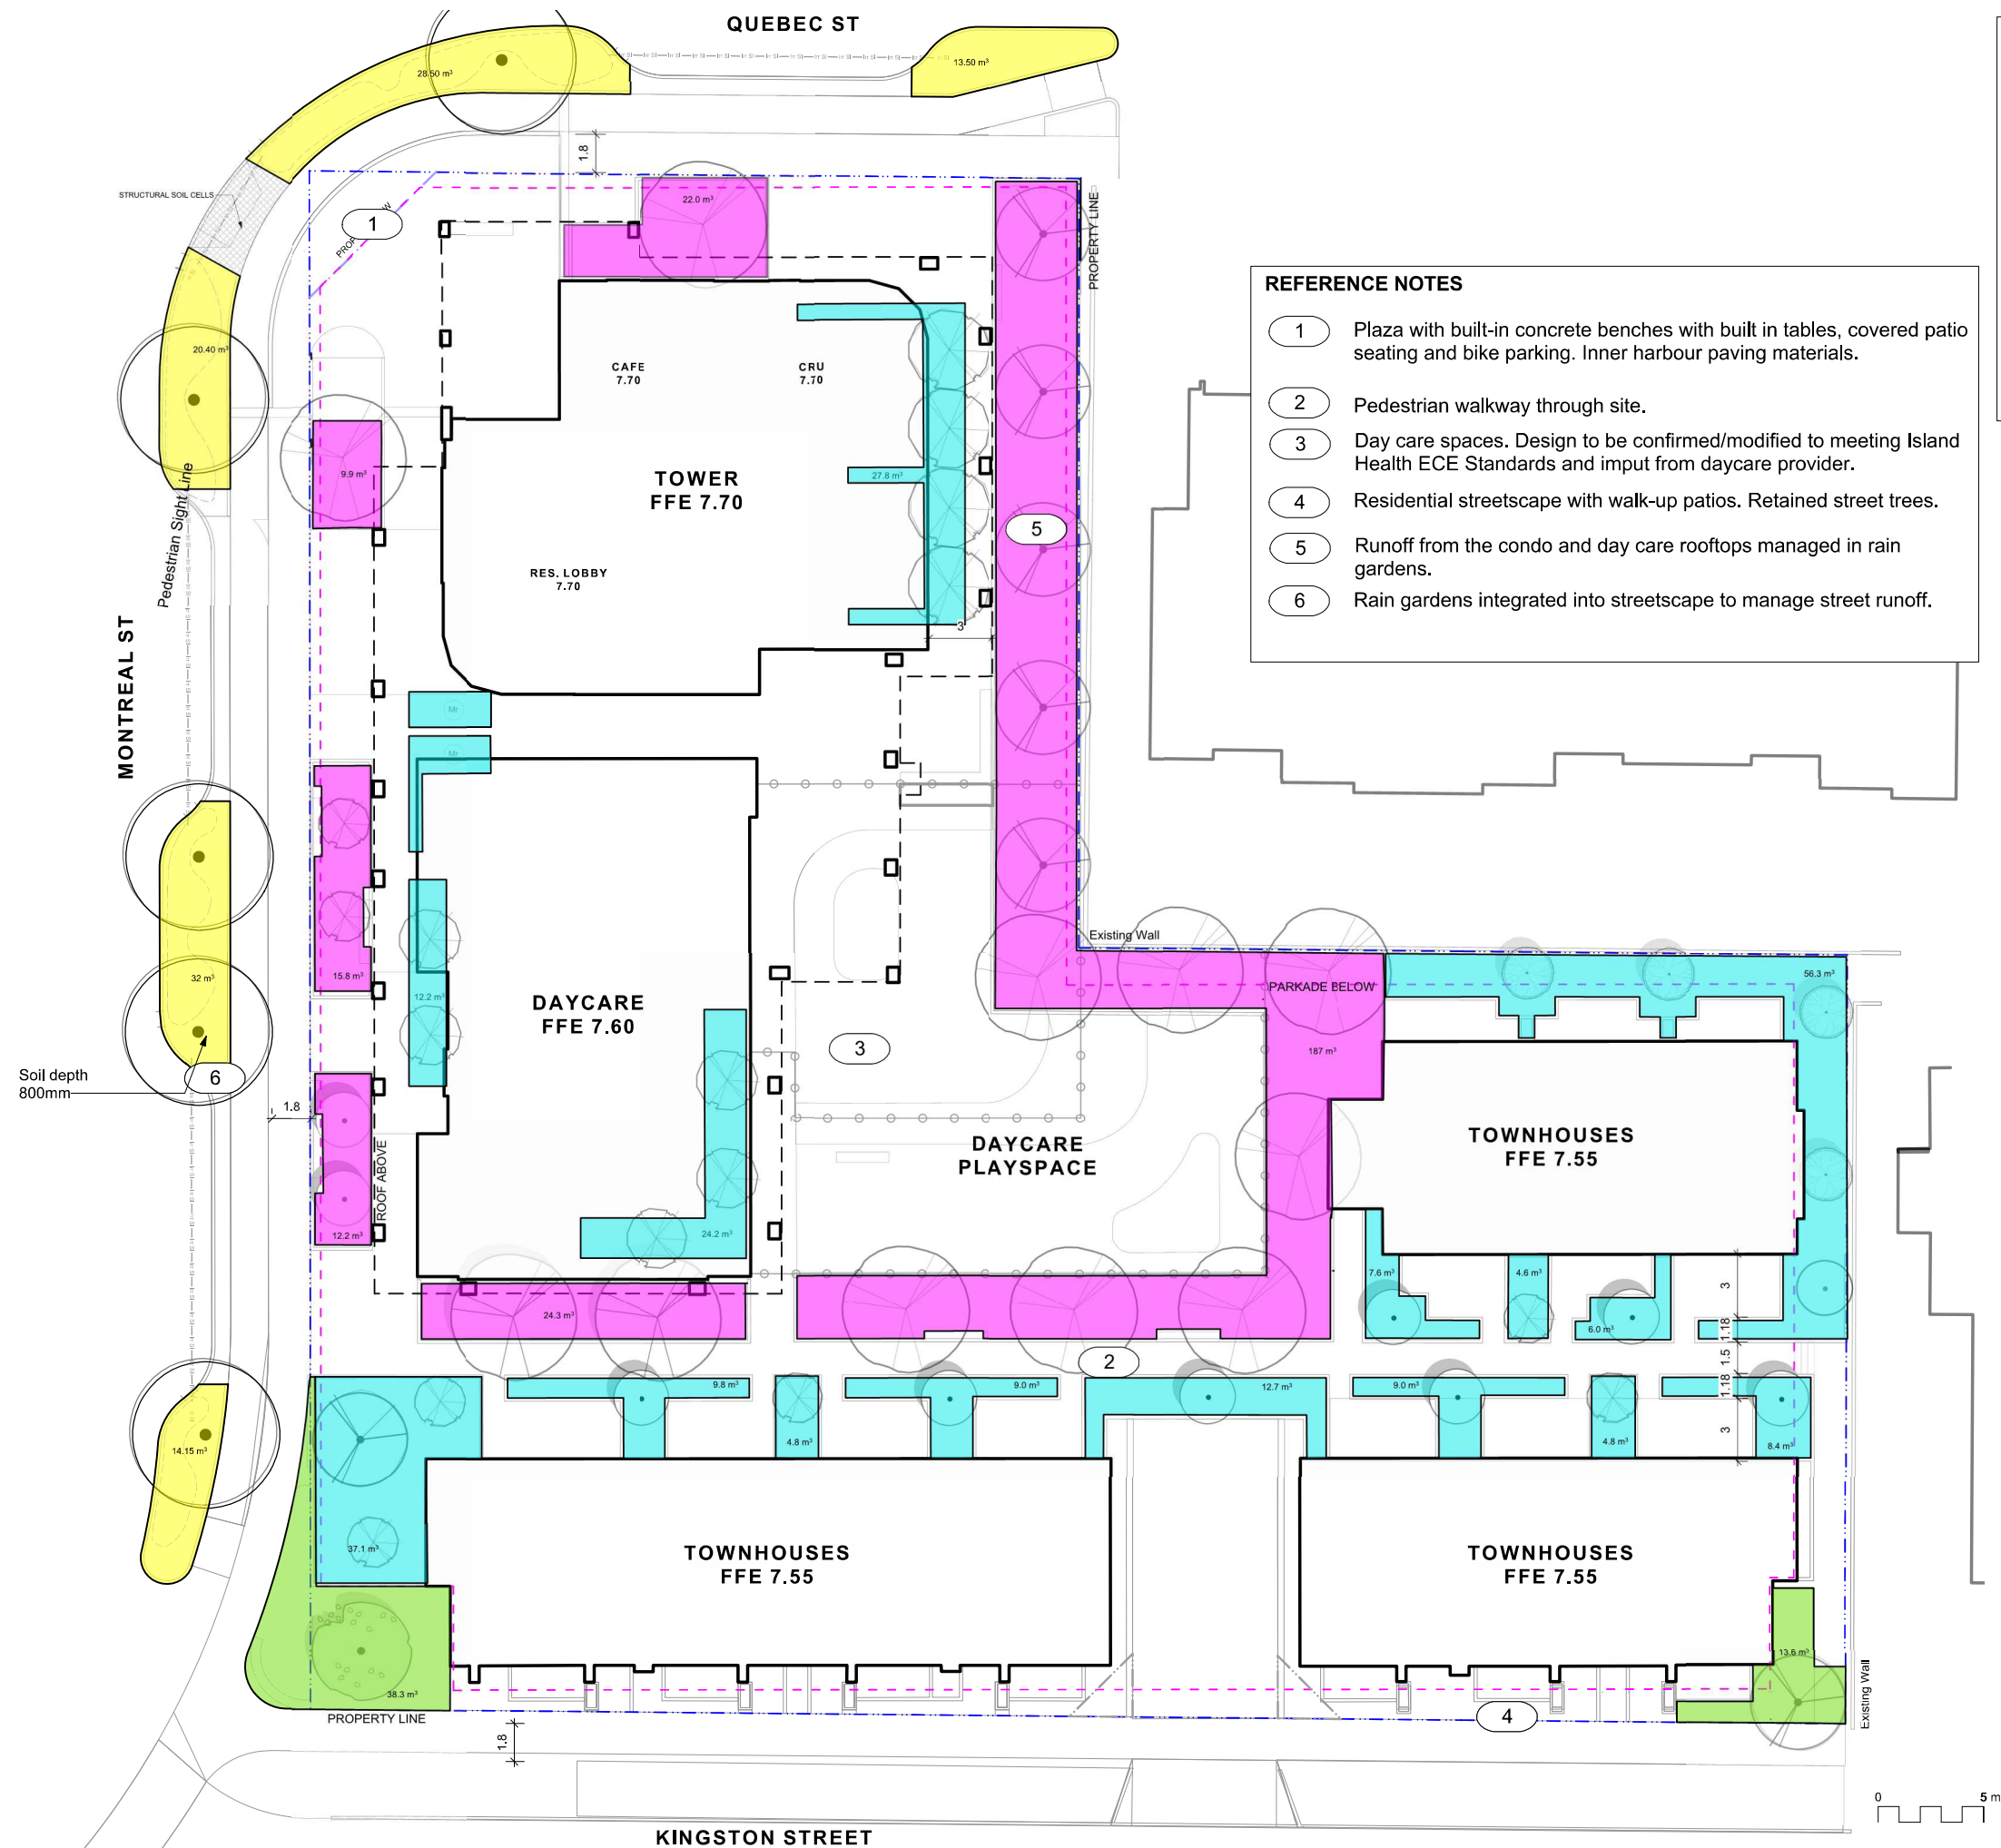 QUEBEC ST
28.50 m³
13.50 m³
STRUCTURAL SOIL CELLS
1.8
22.0 m³
1
PROPERTY LINE
20.40 m³
CAFE
7.70
CRU
7.70
9.9 m³
TOWER
FFE 7.70
27.8 m³
5
Pedestrian Sight Line
RES. LOBBY
7.70
3
MONTREAL ST
REFERENCE NOTES
1 Plaza with built-in concrete benches with built in tables, covered patio
seating and bike parking. Inner harbour paving materials.
2 Pedestrian walkway through site.
3 Day care spaces. Design to be confirmed/modified to meeting Island
Health ECE Standards and imput from daycare provider.
4 Residential streetscape with walk-up patios. Retained street trees.
5 Runoff from the condo and day care rooftops managed in rain
gardens.
6 Rain gardens integrated into streetscape to manage street runoff.
Mr
Mr
Existing Wall
32 m³
15.8 m³
12.2 m³
DAYCARE
FFE 7.60
PARKADE BELOW
56.3 m³
3
187 m³
Soil depth
800mm
6
1.8
ROOF ABOVE
12.2 m³
24.2 m³
DAYCARE
PLAYSPACE
TOWNHOUSES
FFE 7.55
24.3 m³
7.6 m³
4.6 m³
6.0 m³
3
1.18
1.5
1.18
3
2
9.8 m³
4.8 m³
9.0 m³
12.7 m³
9.0 m³
4.8 m³
8.4 m³
14.15 m³
37.1 m³
TOWNHOUSES
FFE 7.55
TOWNHOUSES
FFE 7.55
38.3 m³
13.6 m³
PROPERTY LINE
4
Existing Wall
1.8
0 5 m
KINGSTON STREET